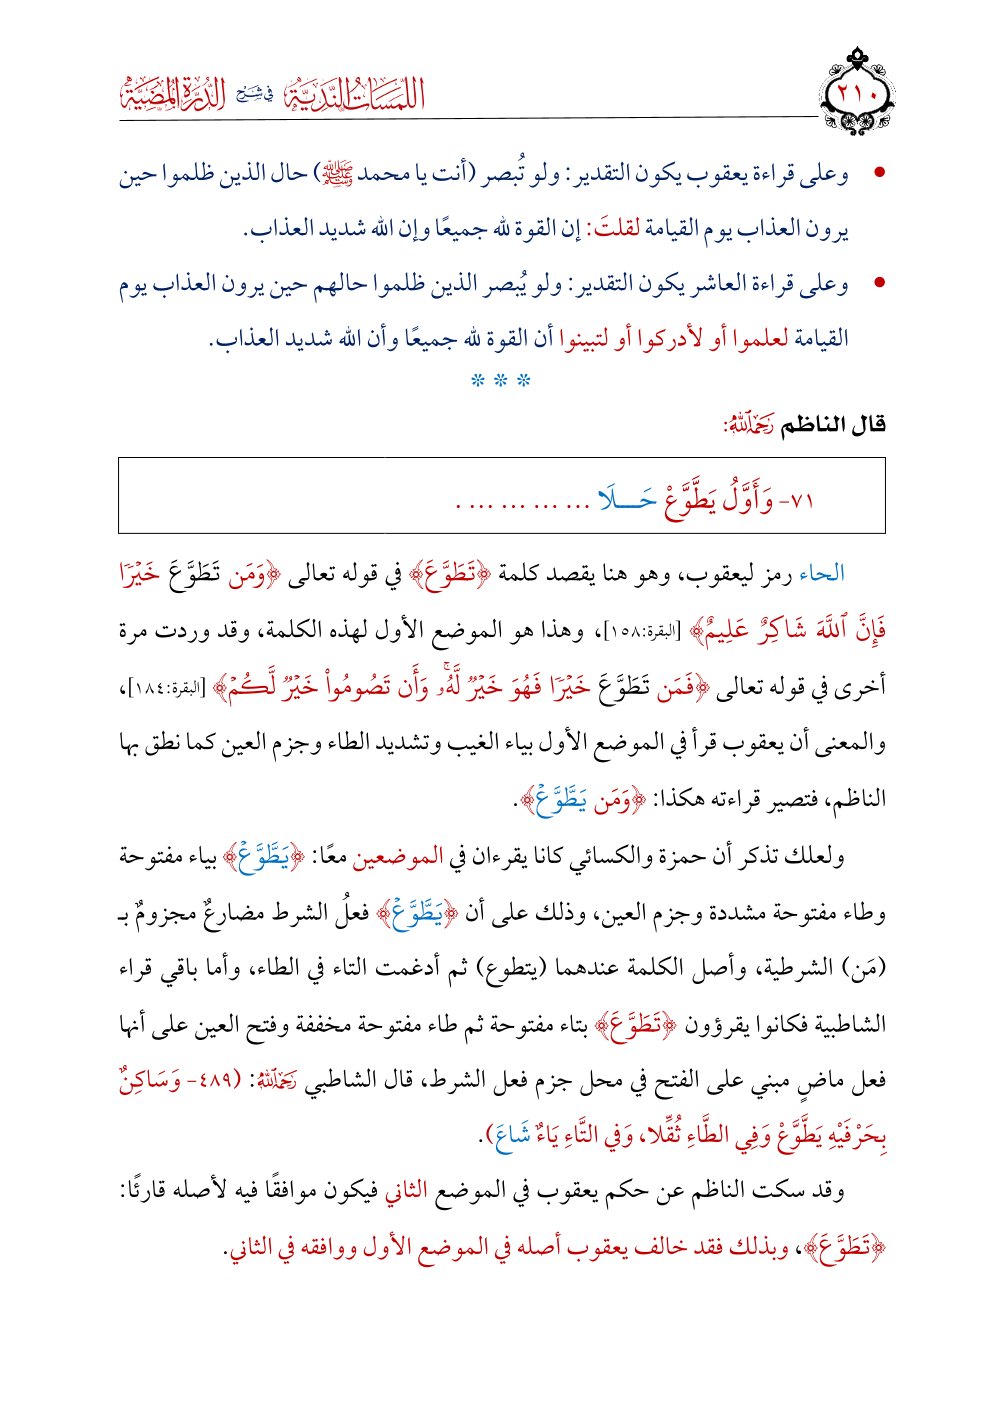 ٢١٠
اللمسات الندية في شرح الدرة المضية
• وعلى قراءة يعقوب يكون التقدير: ولو تُبصر (أنت يا محمد ﷺ) حال الذين ظلموا حين
يرون العذاب يوم القيامة لقلتَ: إن القوة لله جميعًا وإن الله شديد العذاب.
• وعلى قراءة العاشر يكون التقدير: ولو يُبصر الذين ظلموا حالهم حين يرون العذاب يوم
القيامة لعلموا أو لأدركوا أو لتبينوا أن القوة لله جميعًا وأن الله شديد العذاب.
* * *
قال الناظم رَحِمَهُ ٱللَّهُ:
٧١- وَأَوَّلُ يَطَّوَّعْ حَــلَا ... ... ... ... .
الحاء رمز ليعقوب، وهو هنا يقصد كلمة ﴿تَطَوَّعَ﴾ في قوله تعالى ﴿وَمَن تَطَوَّعَ خَيۡرٗا
فَإِنَّ ٱللَّهَ شَاكِرٌ عَلِيمٌ﴾ [البقرة:١٥٨]، وهذا هو الموضع الأول لهذه الكلمة، وقد وردت مرة
أخرى في قوله تعالى ﴿فَمَن تَطَوَّعَ خَيۡرٗا فَهُوَ خَيۡرٞ لَّهُۥۚ وَأَن تَصُومُواْ خَيۡرٞ لَّكُمۡ﴾ [البقرة:١٨٤]،
والمعنى أن يعقوب قرأ في الموضع الأول بياء الغيب وتشديد الطاء وجزم العين كما نطق بها
الناظم، فتصير قراءته هكذا: ﴿وَمَن يَطَّوَّعۡ﴾.
ولعلك تذكر أن حمزة والكسائي كانا يقرءان في الموضعين معًا: ﴿يَطَّوَّعۡ﴾ بياء مفتوحة
وطاء مفتوحة مشددة وجزم العين، وذلك على أن ﴿يَطَّوَّعۡ﴾ فعلُ الشرط مضارعٌ مجزومٌ بـ
(مَن) الشرطية، وأصل الكلمة عندهما (يتطوع) ثم أدغمت التاء في الطاء، وأما باقي قراء
الشاطبية فكانوا يقرؤون ﴿تَطَوَّعَ﴾ بتاء مفتوحة ثم طاء مفتوحة مخففة وفتح العين على أنها
فعل ماضٍ مبني على الفتح في محل جزم فعل الشرط، قال الشاطبي رَحِمَهُ ٱللَّهُ: (٤٨٩- وَسَاكِنٌ
بِحَرْفَيْهِ يَطَّوَّعْ وَفِي الطَّاءِ ثُقِّلا، وَفي التَّاءِ يَاءٌ شَاعَ).
وقد سكت الناظم عن حكم يعقوب في الموضع الثاني فيكون موافقًا فيه لأصله قارئًا:
﴿تَطَوَّعَ﴾، وبذلك فقد خالف يعقوب أصله في الموضع الأول ووافقه في الثاني.